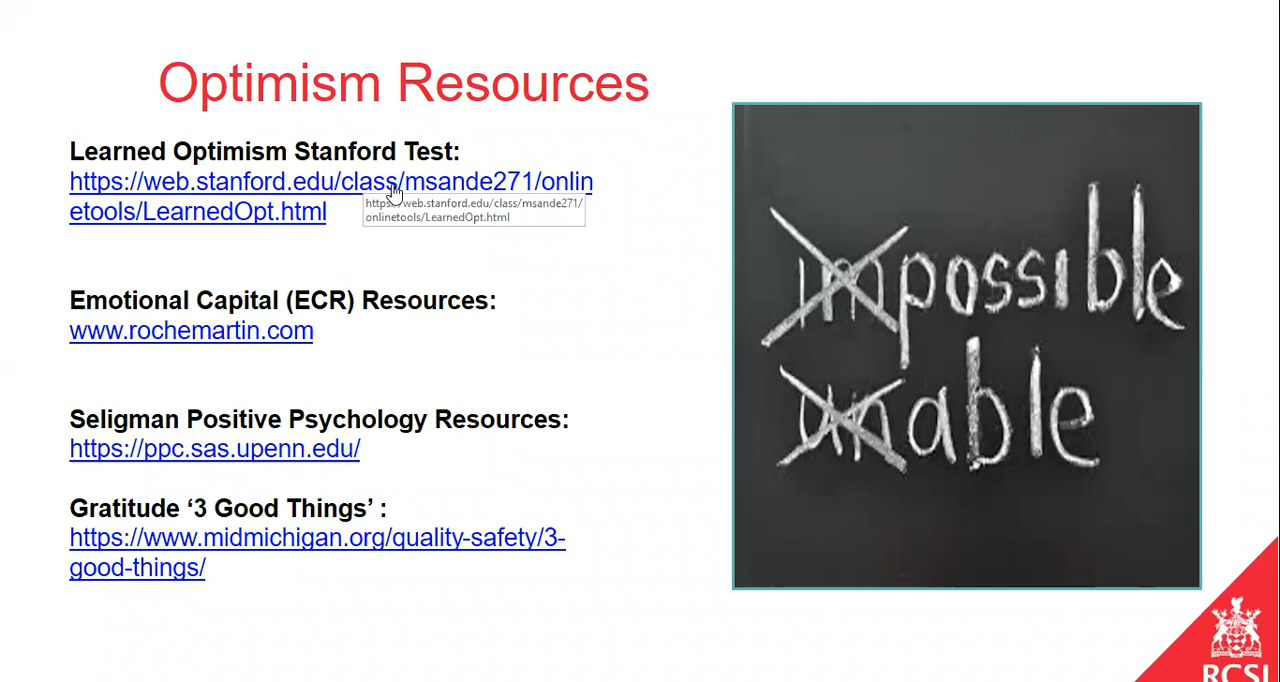 Optimism Resources
Learned Optimism Stanford Test:
https://web.stanford.edu/class/msande271/onlin
etools/LearnedOpt.html
https://web.stanford.edu/class/msande271/
onlinetools/LearnedOpt.html
Emotional Capital (ECR) Resources:
www.rochemartin.com
Seligman Positive Psychology Resources:
https://ppc.sas.upenn.edu/
Gratitude ‘3 Good Things’ :
https://www.midmichigan.org/quality-safety/3-
good-things/
impossible
unable
RCSI